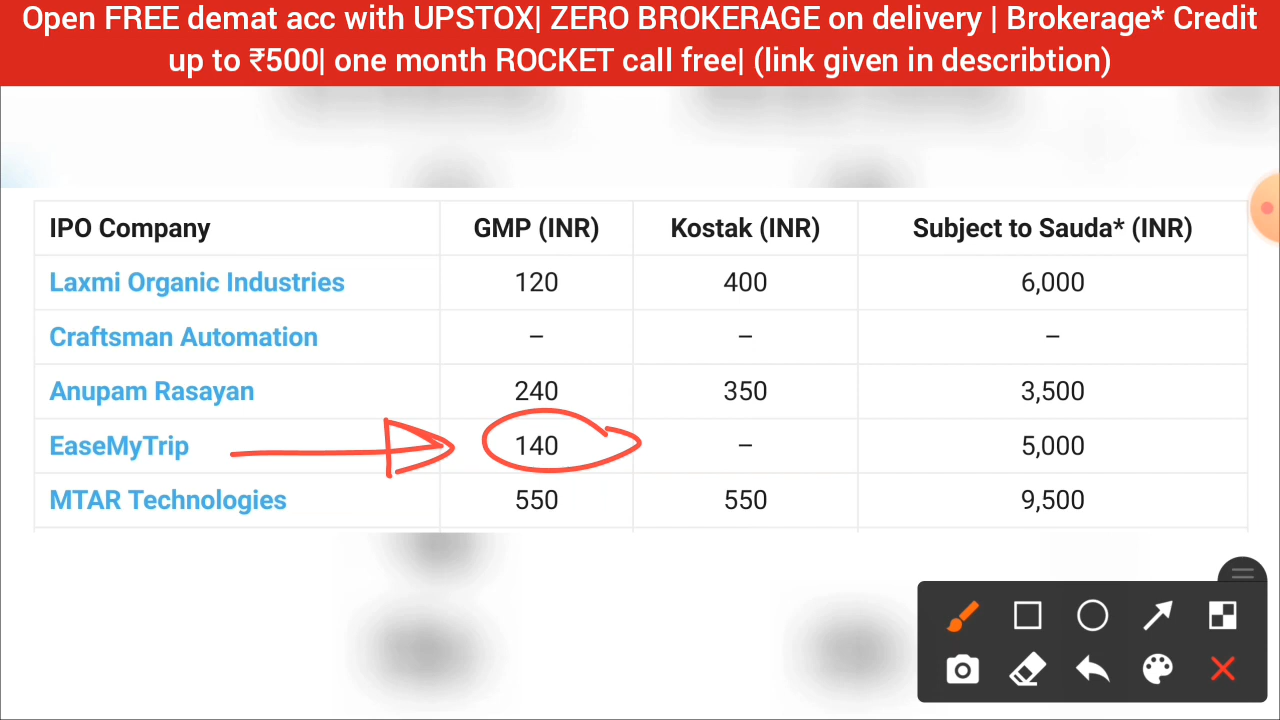 Open FREE demat acc with UPSTOX| ZERO BROKERAGE on delivery | Brokerage* Credit
up to ₹500| one month ROCKET call free| (link given in describtion)
IPO Company GMP (INR) Kostak (INR) Subject to Sauda* (INR)
Laxmi Organic Industries 120 400 6,000
Craftsman Automation – – –
Anupam Rasayan 240 350 3,500
EaseMyTrip 140 – 5,000
MTAR Technologies 550 550 9,500